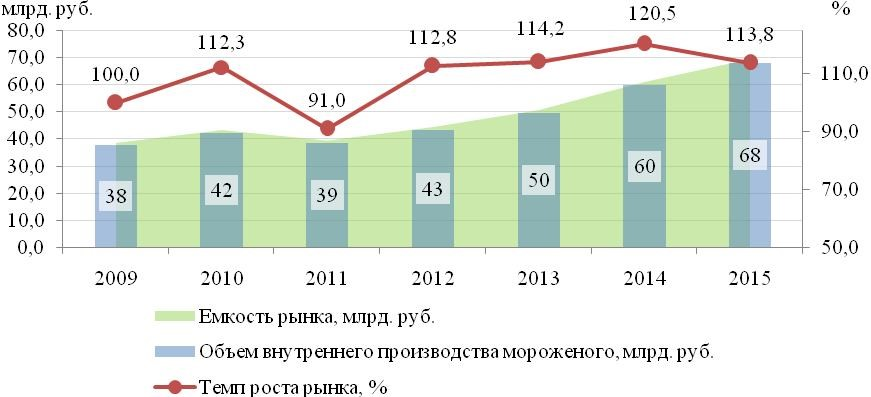 млрд. руб. %
80,0
70,0
60,0
50,0
40,0
30,0
20,0
10,0
0,0
100,0 112,3 91,0 112,8 114,2 120,5 113,8
38 42 39 43 50 60 68
110,0
90,0
70,0
50,0
2009 2010 2011 2012 2013 2014 2015
Емкость рынка, млрд. руб.
Объем внутреннего производства мороженого, млрд. руб.
Темп роста рынка, %